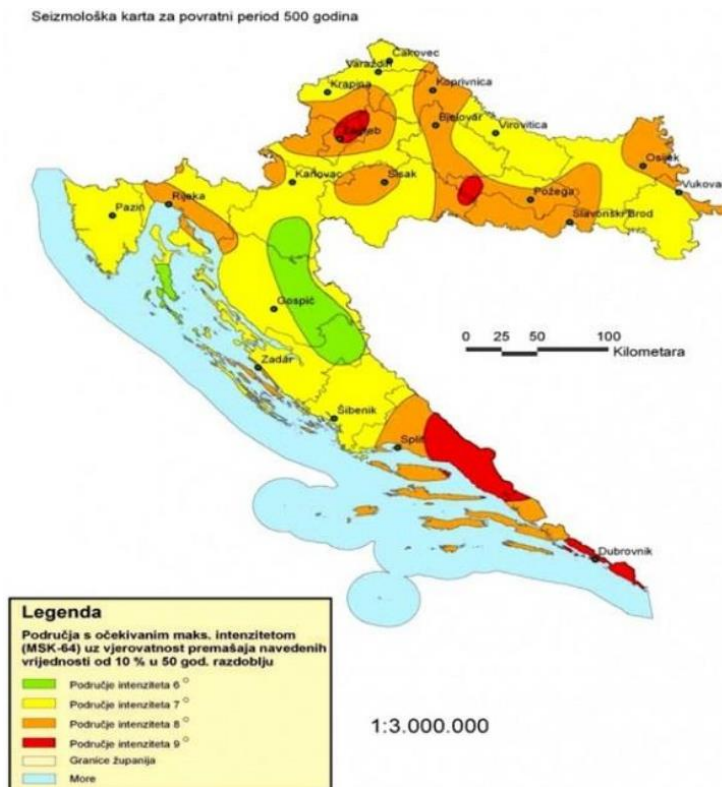 Seizmološka karta za povratni period 500 godina
Čakovec
Varaždin
Krapina
Koprivnica
Zagreb
Bjelovar
Virovitica
Karlovac
Sisak
Osijek
Vukova
Rijeka
Pazin
Požega
Slavonski Brod
Gospić
0 25 50 100
Kilometara
Zadar
Šibenik
Split
Dubrovnik
Legenda
Područja s očekivanim maks. intenzitetom
(MSK-64) uz vjerovatnost premašaja navedenih
vrijednosti od 10 % u 50 god. razdoblju
Područje intenziteta 6 °
Područje intenziteta 7 °
Područje intenziteta 8 °
Područje intenziteta 9 °
Granice županija
More
1:3.000.000